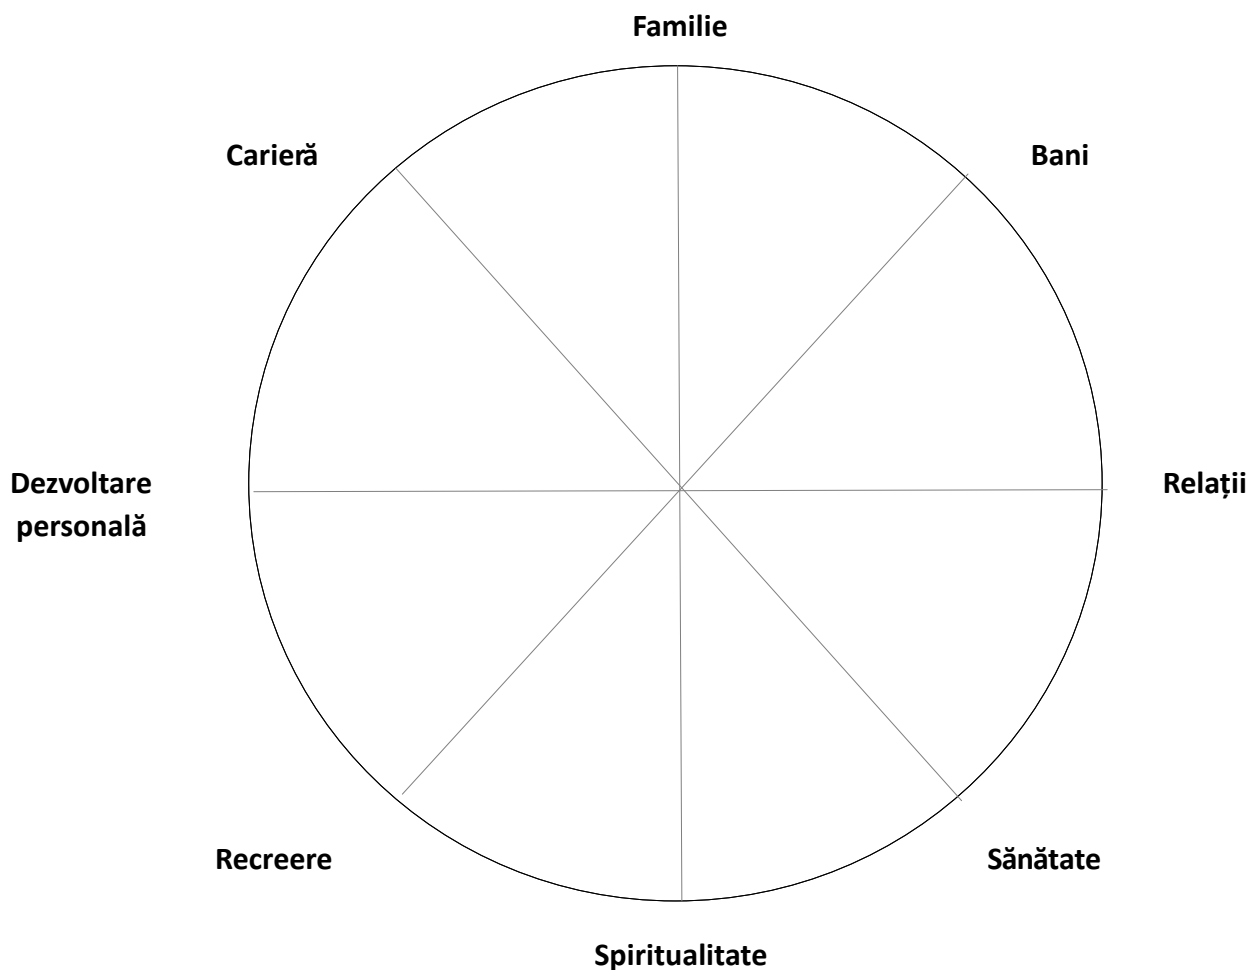 Familie
Carieră
Bani
Dezvoltare
personală
Relații
Recreere
Sănătate
Spiritualitate